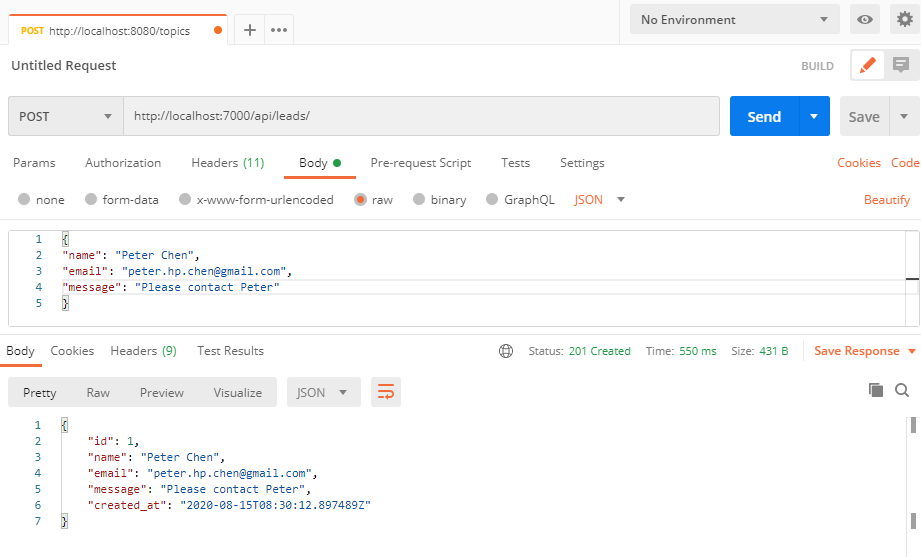 POST http://localhost:8080/topics
No Environment
Untitled Request
BUILD
POST http://localhost:7000/api/leads/ Send Save
Params Authorization Headers (11) Body Pre-request Script Tests Settings Cookies Code
none form-data x-www-form-urlencoded raw binary GraphQL JSON Beautify
1 {
2 "name": "Peter Chen",
3 "email": "peter.hp.chen@gmail.com",
4 "message": "Please contact Peter"
5 }
Body Cookies Headers (9) Test Results Status: 201 Created Time: 550 ms Size: 431 B Save Response
Pretty Raw Preview Visualize JSON
1 {
2 "id": 1,
3 "name": "Peter Chen",
4 "email": "peter.hp.chen@gmail.com",
5 "message": "Please contact Peter",
6 "created_at": "2020-08-15T08:30:12.897489Z"
7 }